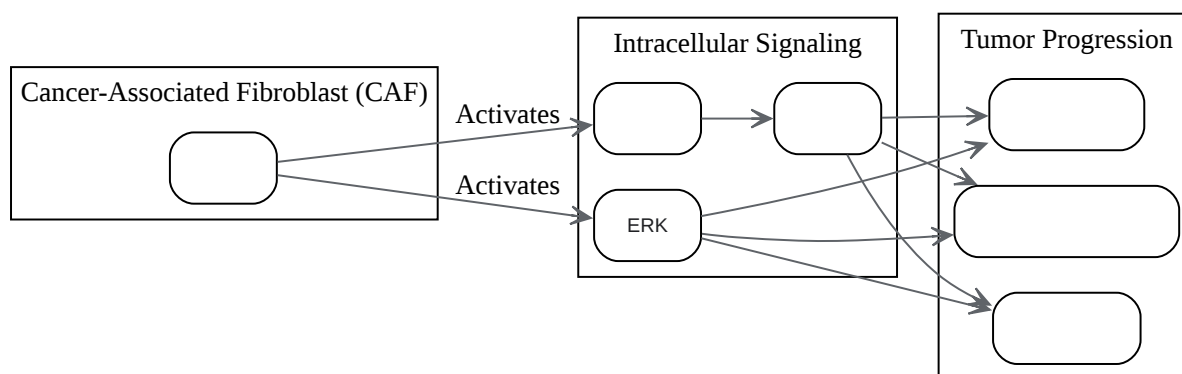 Cancer-Associated Fibroblast (CAF)
Activates
Activates
Intracellular Signaling
ERK
Tumor Progression